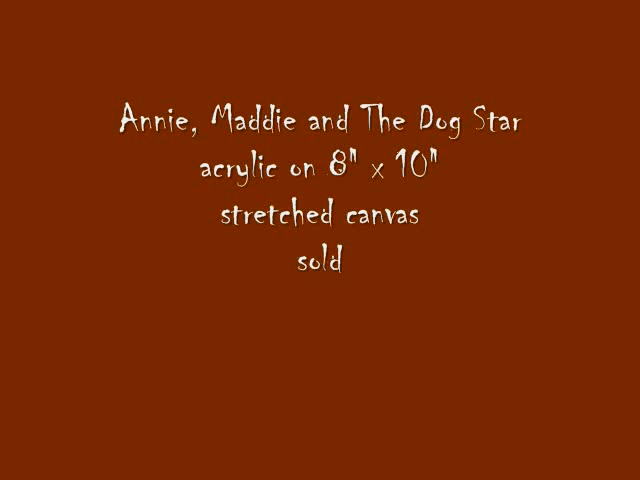 Annie, Maddie and The Dog Star
acrylic on 8" x 10"
stretched canvas
sold